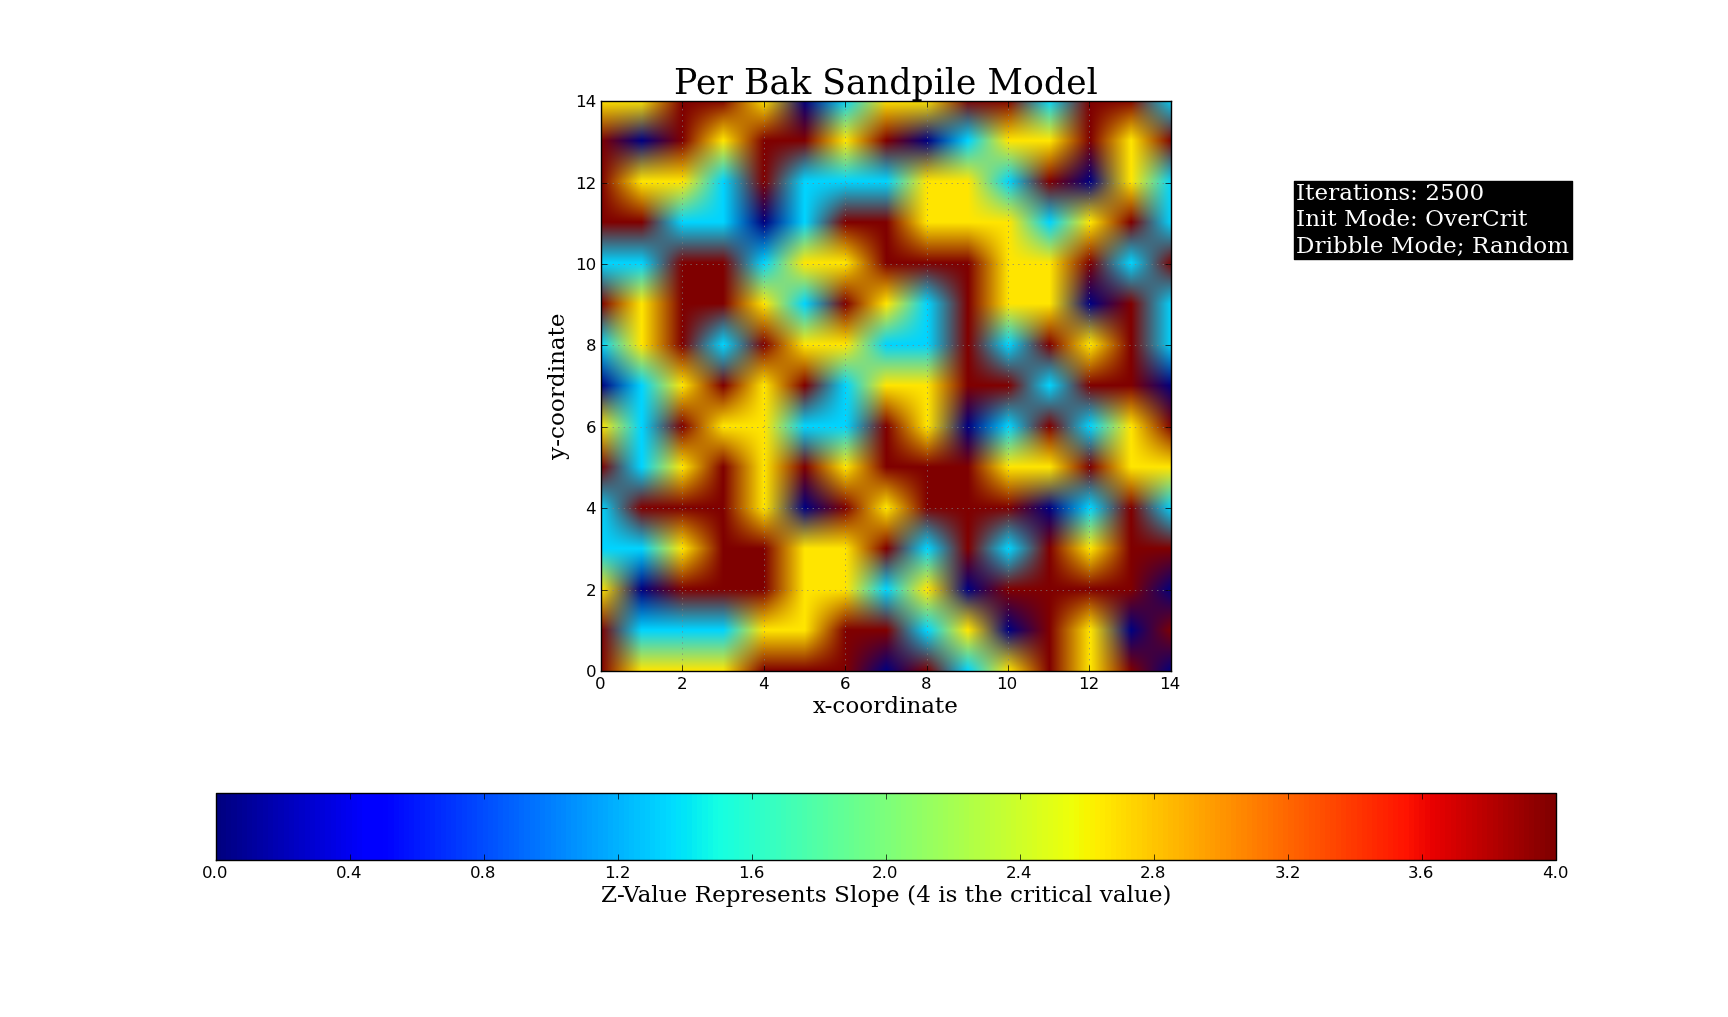 Per Bak Sandpile Model
14
12
10
8
6
4
2
0
y-coordinate
0 2 4 6 8 10 12 14
x-coordinate
Iterations: 2500
Init Mode: OverCrit
Dribble Mode; Random
0.0 0.4 0.8 1.2 1.6 2.0 2.4 2.8 3.2 3.6 4.0
Z-Value Represents Slope (4 is the critical value)